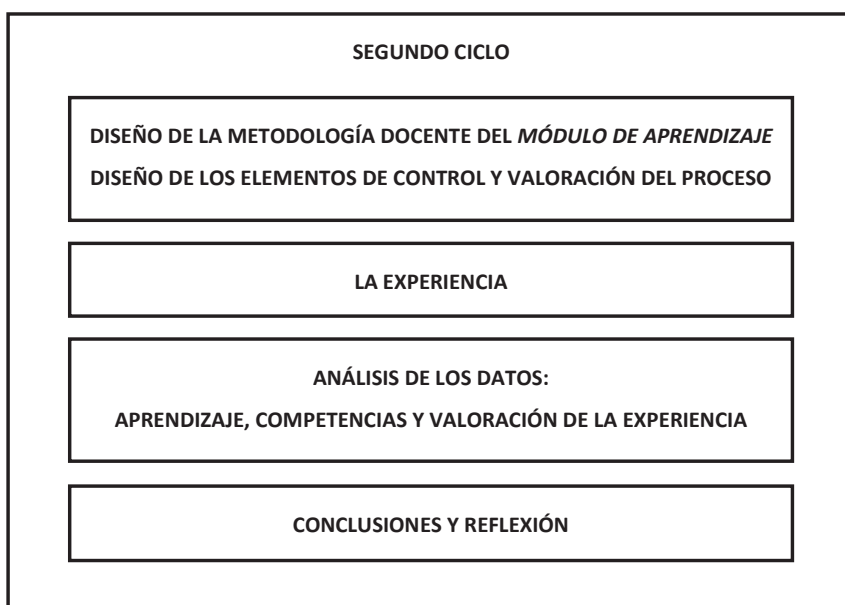 SEGUNDO CICLO
DISEÑO DE LA METODOLOGÍA DOCENTE DEL MÓDULO DE APRENDIZAJE
DISEÑO DE LOS ELEMENTOS DE CONTROL Y VALORACIÓN DEL PROCESO
LA EXPERIENCIA
ANÁLISIS DE LOS DATOS:
APRENDIZAJE, COMPETENCIAS Y VALORACIÓN DE LA EXPERIENCIA
CONCLUSIONES Y REFLEXIÓN